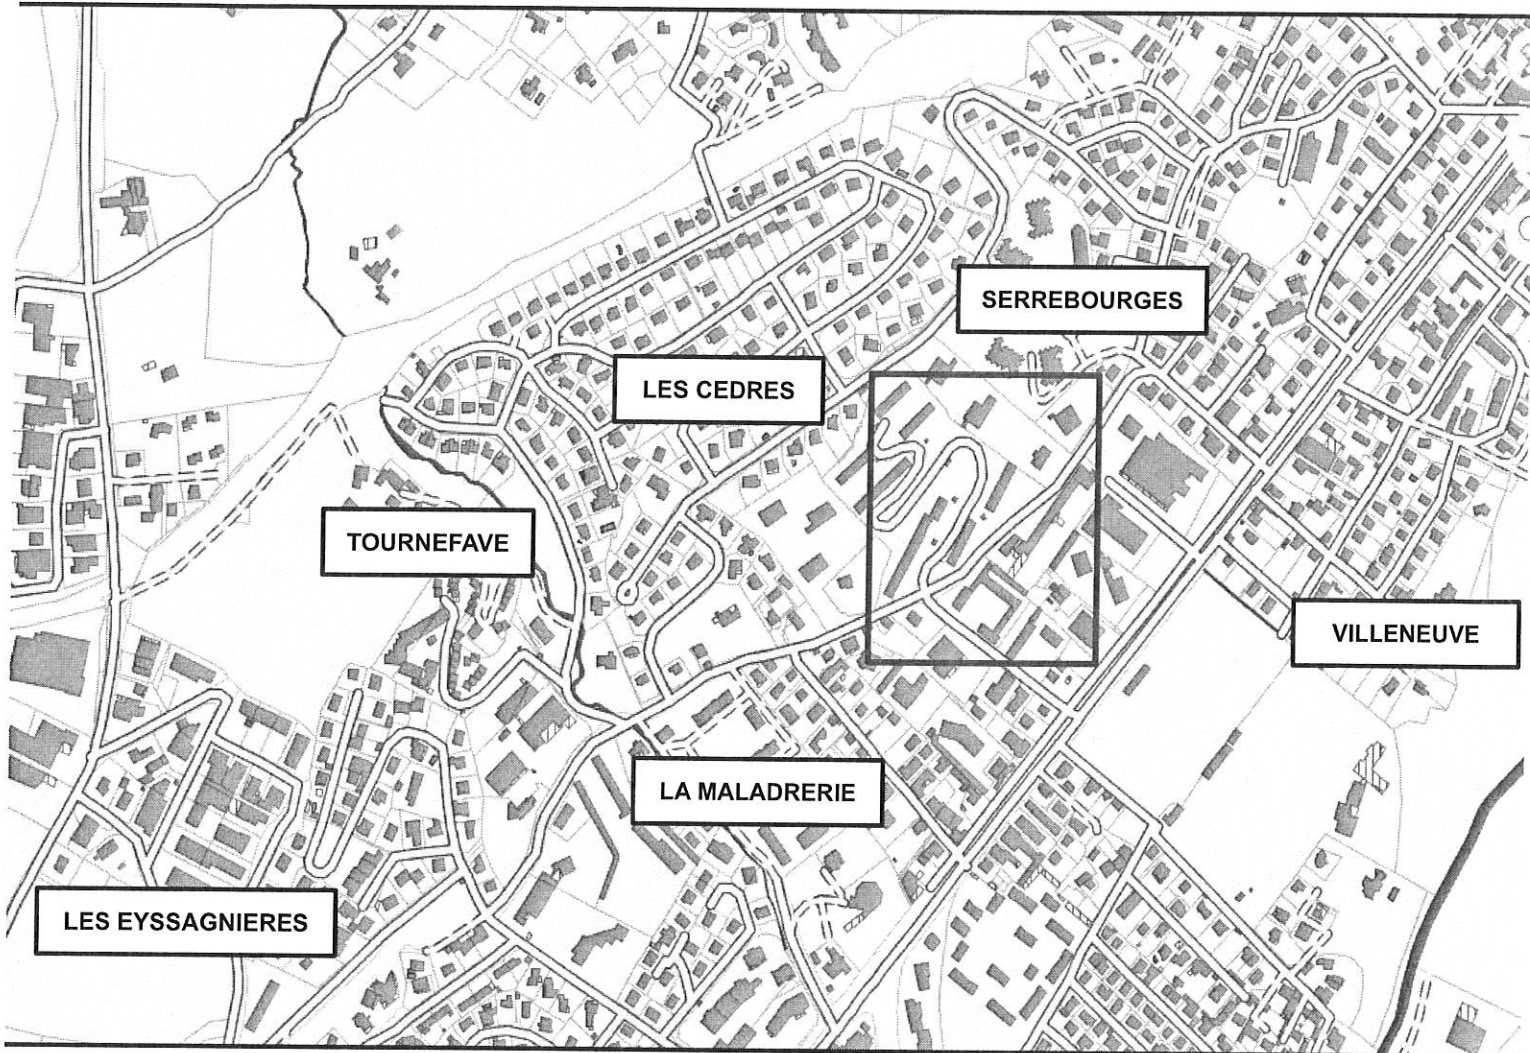 SERREBOURGES
LES CEDRES
TOURNEFAVE
VILLENEUVE
LA MALADRERIE
LES EYSSAGNIERES